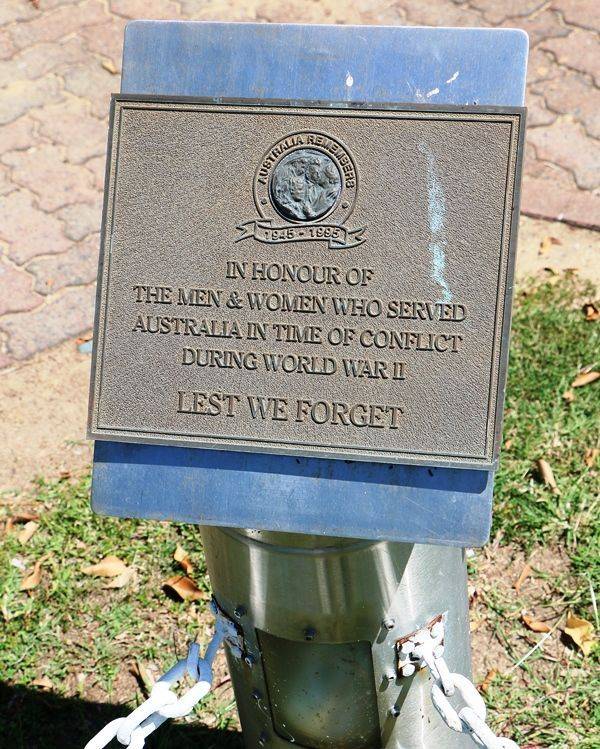 AUSTRALIA REMEMBERS
1945 - 1995
IN HONOUR OF
THE MEN & WOMEN WHO SERVED
AUSTRALIA IN TIME OF CONFLICT
DURING WORLD WAR II
LEST WE FORGET